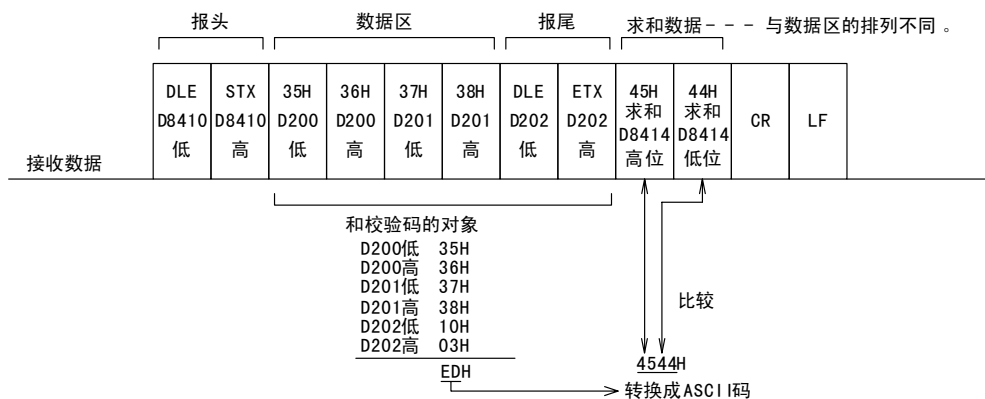 报头 数据区 报尾 求和数据--- 与数据区的排列不同。
DLE STX 35H 36H 37H 38H DLE ETX 45H 44H CR LF
D8410 D8410 D200 D200 D201 D201 D202 D202 求和 求和
低 高 低 高 低 高 低 高 D8414 D8414
高位 低位
接收数据
和校验码的对象
D200低 35H
D200高 36H
D201低 37H
D201高 38H
D202低 10H
D202高 03H
EDH
比较
4544H
转换成ASCII码